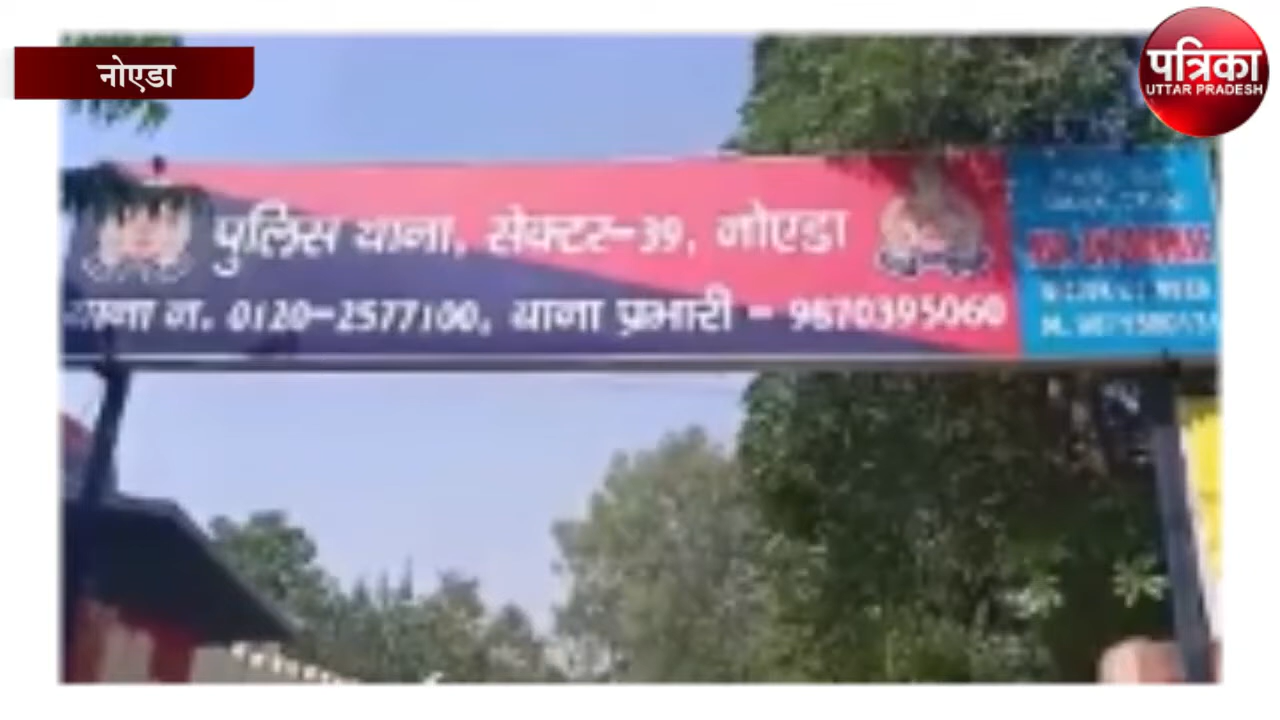 नोएडा
पत्रिका
UTTAR PRADESH
पुलिस थाना, सेक्टर-39, नोएडा
थाना न. 0120-2577100, थाना प्रभारी - 9870395060